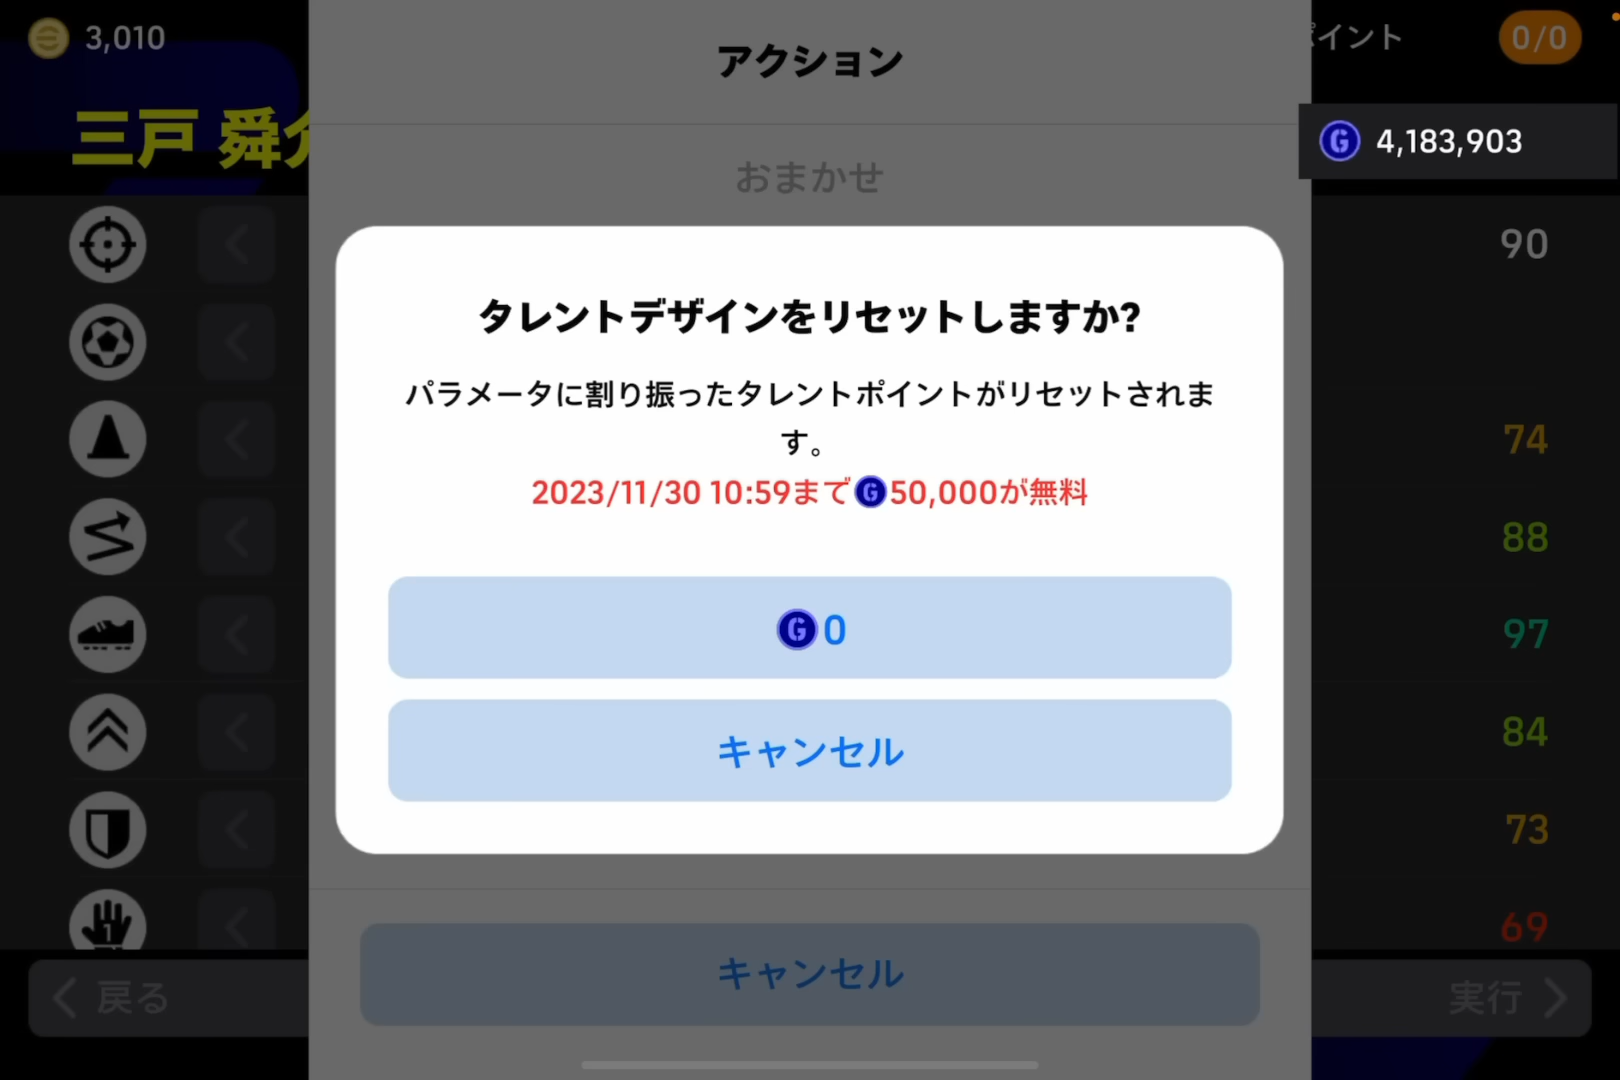 3,010
アクション
ポイント
0/0
三戸 舜介
G 4,183,903
おまかせ
90
タレントデザインをリセットしますか?
パラメータに割り振ったタレントポイントがリセットされま
す。
74
2023/11/30 10:59までG50,000が無料
88
G 0
97
キャンセル
84
73
1
69
キャンセル
戻る
実行